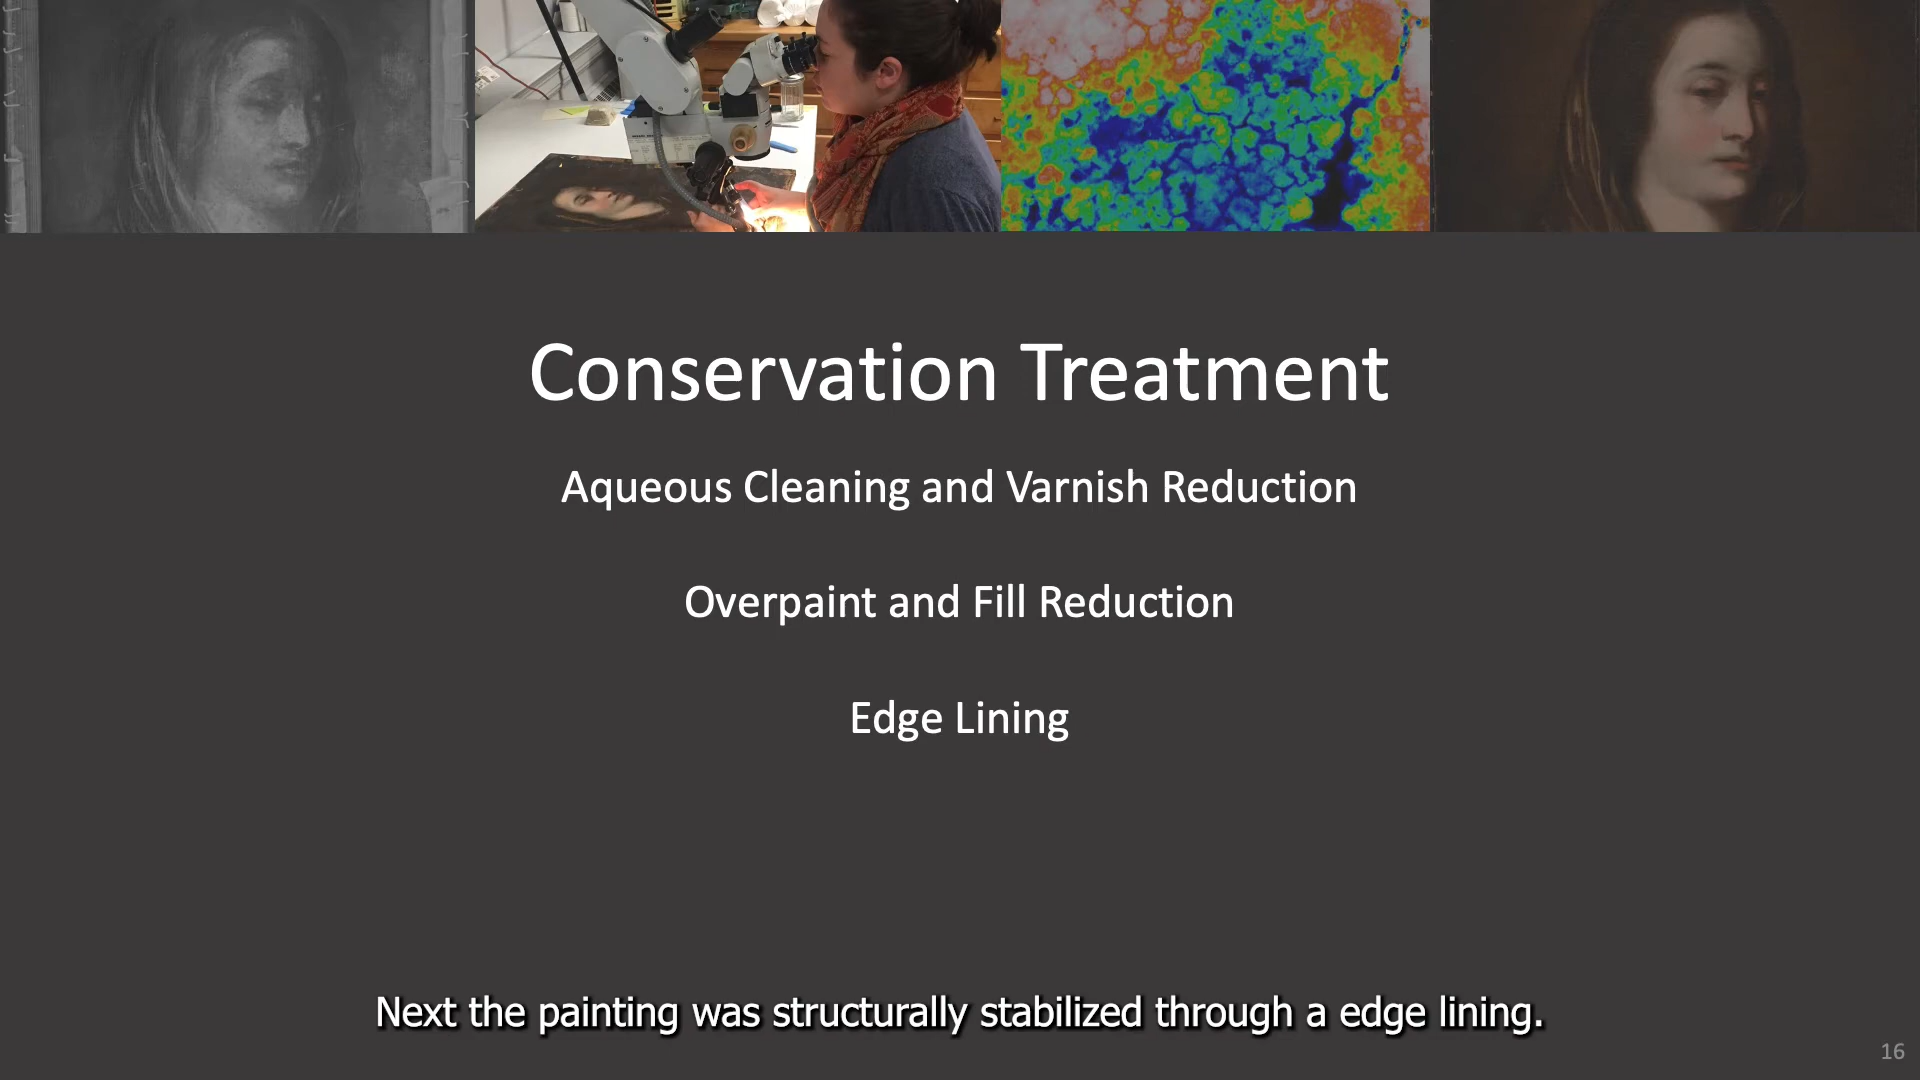 Conservation Treatment
Aqueous Cleaning and Varnish Reduction
Overpaint and Fill Reduction
Edge Lining
Next the painting was structurally stabilized through a edge lining.
16